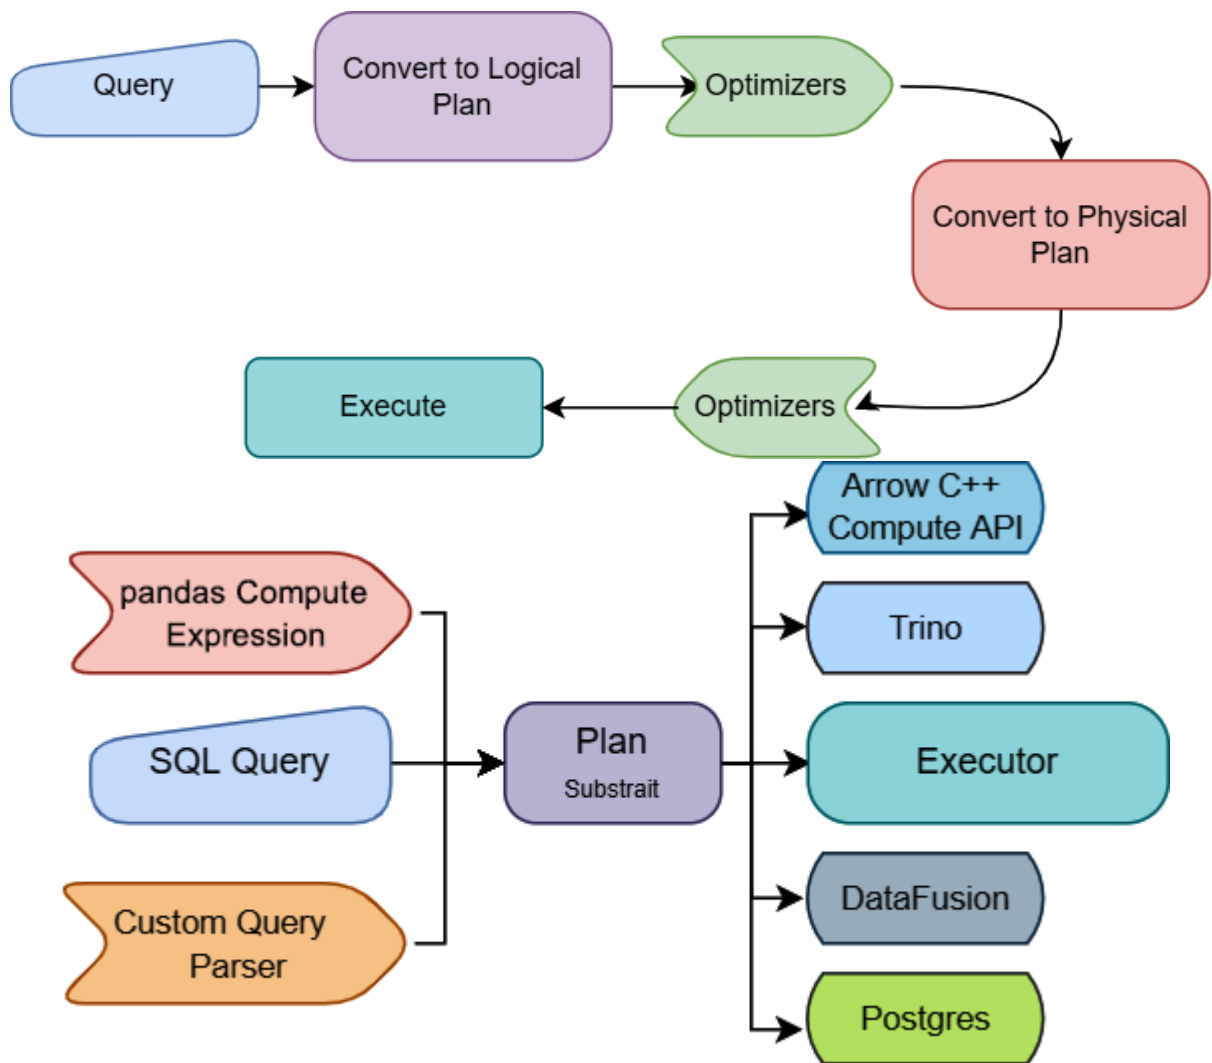 Query
Convert to Logical
Plan
Optimizers
Convert to Physical
Plan
Execute
Optimizers
Arrow C++
Compute API
pandas Compute
Expression
Trino
SQL Query
Plan
Substrait
Executor
Custom Query
Parser
DataFusion
Postgres